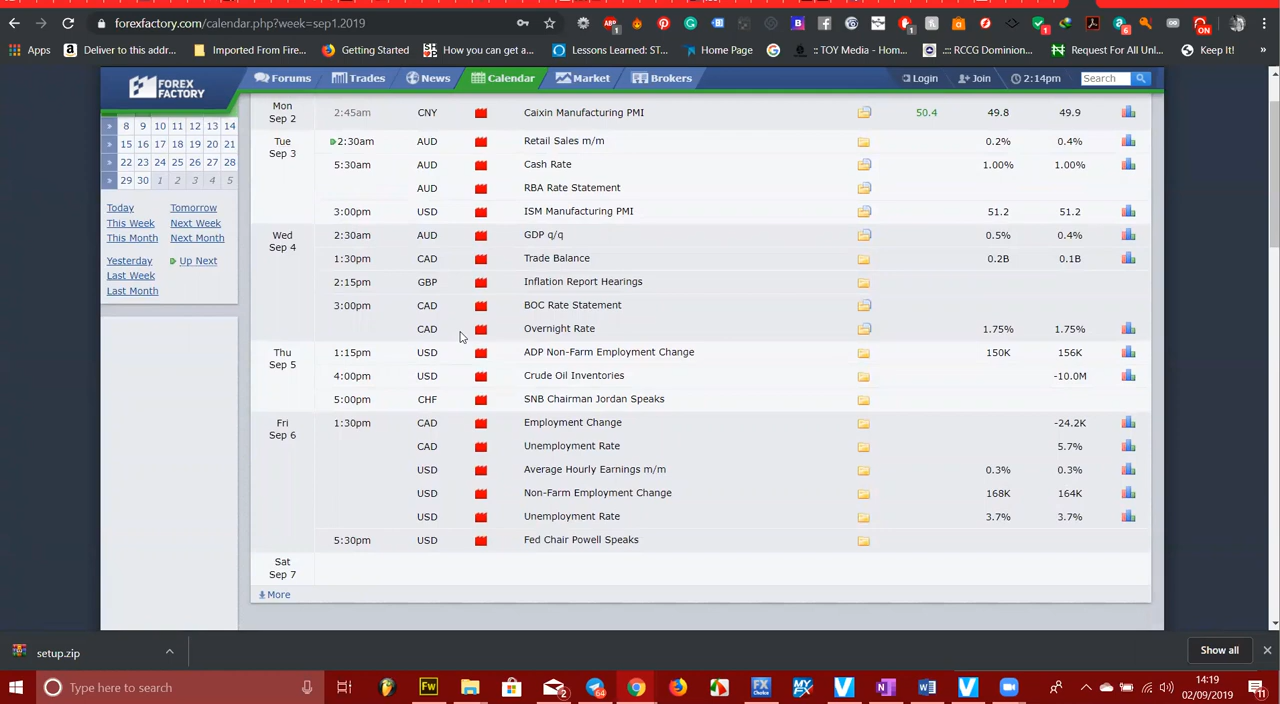 forexfactory.com/calendar.php?week=sep1.2019
Apps
Deliver to this addr...
Imported From Fire...
Getting Started
How you can get a...
Lessons Learned: ST...
Home Page
:: TOY Media - Hom...
.:: RCCG Dominion...
Request For All Unl...
Keep It!
»
FOREX FACTORY
Forums
Trades
News
Calendar
Market
Brokers
Login
Join
2:14pm
Search
» 8 9 10 11 12 13 14
» 15 16 17 18 19 20 21
» 22 23 24 25 26 27 28
» 29 30 1 2 3 4 5
Today Tomorrow
This Week Next Week
This Month Next Month
Yesterday Up Next
Last Week
Last Month
Mon Sep 2 2:45am CNY Caixin Manufacturing PMI 50.4 49.8 49.9
Tue Sep 3 2:30am AUD Retail Sales m/m 0.2% 0.4%
5:30am AUD Cash Rate 1.00% 1.00%
AUD RBA Rate Statement
3:00pm USD ISM Manufacturing PMI 51.2 51.2
Wed Sep 4 2:30am AUD GDP q/q 0.5% 0.4%
1:30pm CAD Trade Balance 0.2B 0.1B
2:15pm GBP Inflation Report Hearings
3:00pm CAD BOC Rate Statement
CAD Overnight Rate 1.75% 1.75%
Thu Sep 5 1:15pm USD ADP Non-Farm Employment Change 150K 156K
4:00pm USD Crude Oil Inventories -10.0M
5:00pm CHF SNB Chairman Jordan Speaks
Fri Sep 6 1:30pm CAD Employment Change -24.2K
CAD Unemployment Rate 5.7%
USD Average Hourly Earnings m/m 0.3% 0.3%
USD Non-Farm Employment Change 168K 164K
USD Unemployment Rate 3.7% 3.7%
5:30pm USD Fed Chair Powell Speaks
Sat Sep 7
More
setup.zip
Show all
Type here to search
14:19
02/09/2019